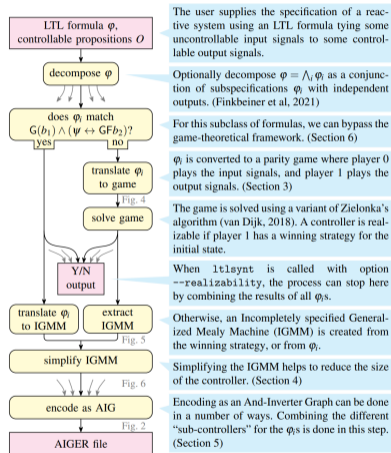 LTL formula φ,
controllable propositions O
The user supplies the specification of a reac-
tive system using an LTL formula tying some
uncontrollable input signals to some control-
lable output signals.
decompose φ
Optionally decompose φ = ⋀ᵢ φᵢ as a conjunction
of subspecifications φᵢ with independent
outputs. (Finkbeiner et al, 2021)
does φᵢ match
G(b₁) ∧ (ψ ↔ GFb₂)?
yes
no
For this subclass of formulas, we can bypass the
game-theoretical framework. (Section 6)
translate φᵢ
to game
φᵢ is converted to a parity game where player 0
plays the input signals, and player 1 plays the
output signals. (Section 3)
Fig. 4
solve game
The game is solved using a variant of Zielonka's
algorithm (van Dijk, 2018). A controller is real-
izable if player 1 has a winning strategy for the
initial state.
Y/N
output
When ltlsynt is called with option
--realizability, the process can stop here
by combining the results of all φᵢs.
translate φᵢ
to IGMM
extract
IGMM
Otherwise, an Incompletely specified General-
ized Mealy Machine (IGMM) is created from
the winning strategy, or from φᵢ.
Fig. 5
simplify IGMM
Simplifying the IGMM helps to reduce the size
of the controller. (Section 4)
Fig. 6
encode as AIG
Encoding as an And-Inverter Graph can be done
in a number of ways. Combining the different
"sub-controllers" for the φᵢs is done in this step.
(Section 5)
Fig. 2
AIGER file